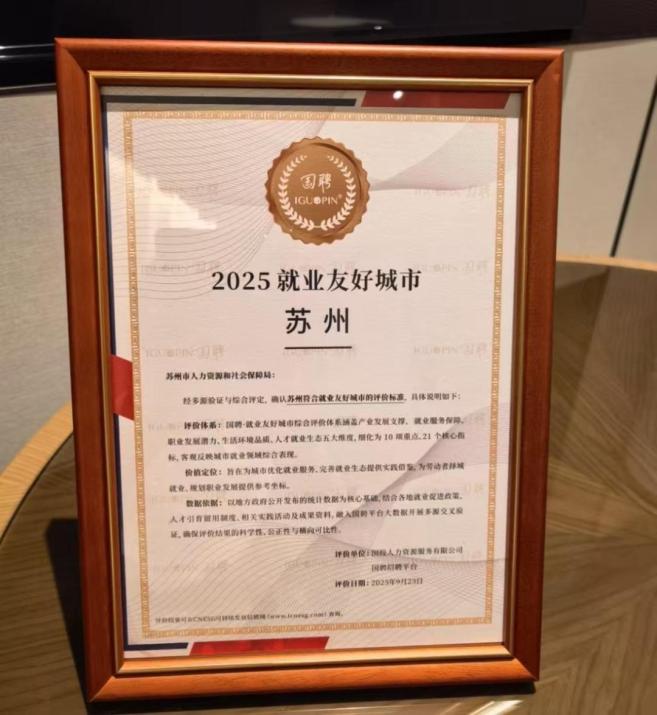 国聘
IGUOPIN
2025就业友好城市
苏州
苏州市人力资源和社会保障局：
经多源验证与综合评定，确认苏州符合就业友好城市的评价标准，具体说明如下：
评价体系：国聘·就业友好城市综合评价体系涵盖产业发展支撑、就业服务保障、
职业发展潜力、生活环境品质、人才就业生态五大维度，细化为10项重点、21个核心指
标，客观反映城市就业领域综合表现。
价值定位：旨在为城市优化就业服务、完善就业生态提供实践借鉴，为劳动者择城
就业、规划职业发展提供参考坐标。
数据依据：以地方政府公开发布的统计数据为核心基础，结合各地就业促进政策、
人才引育留用制度、相关实践活动及成果资料，融入国聘平台大数据开展多源交叉验
证，确保评价结果的科学性、公正性与横向可比性。
评价单位：国投人力资源服务有限公司
国聘招聘平台
评价日期：2025年9月23日
(www.icnesg.com) 查询。